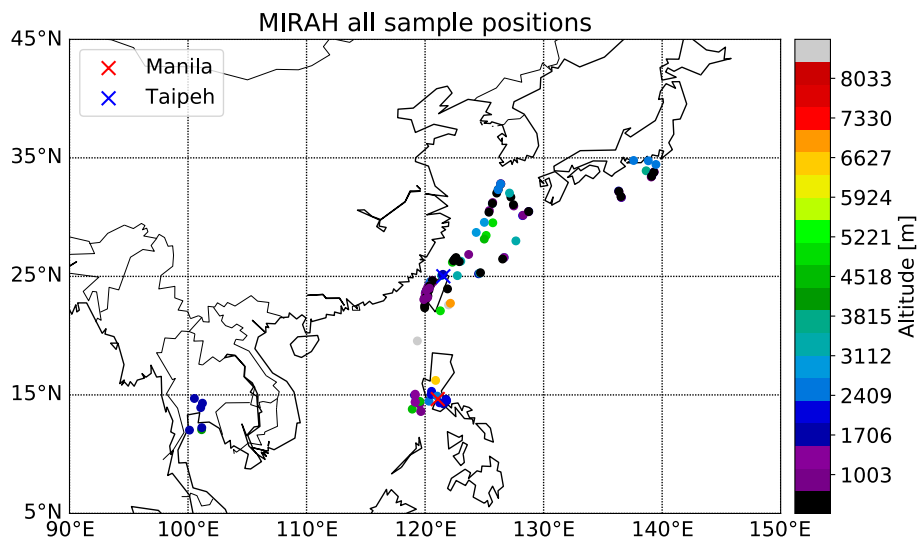 MIRAH all sample positions
45°N
35°N
25°N
15°N
5°N
90°E
100°E
110°E
120°E
130°E
140°E
150°E
Manila
Taipeh
8033
7330
6627
5924
5221
4518
3815
3112
2409
1706
1003
Altitude [m]